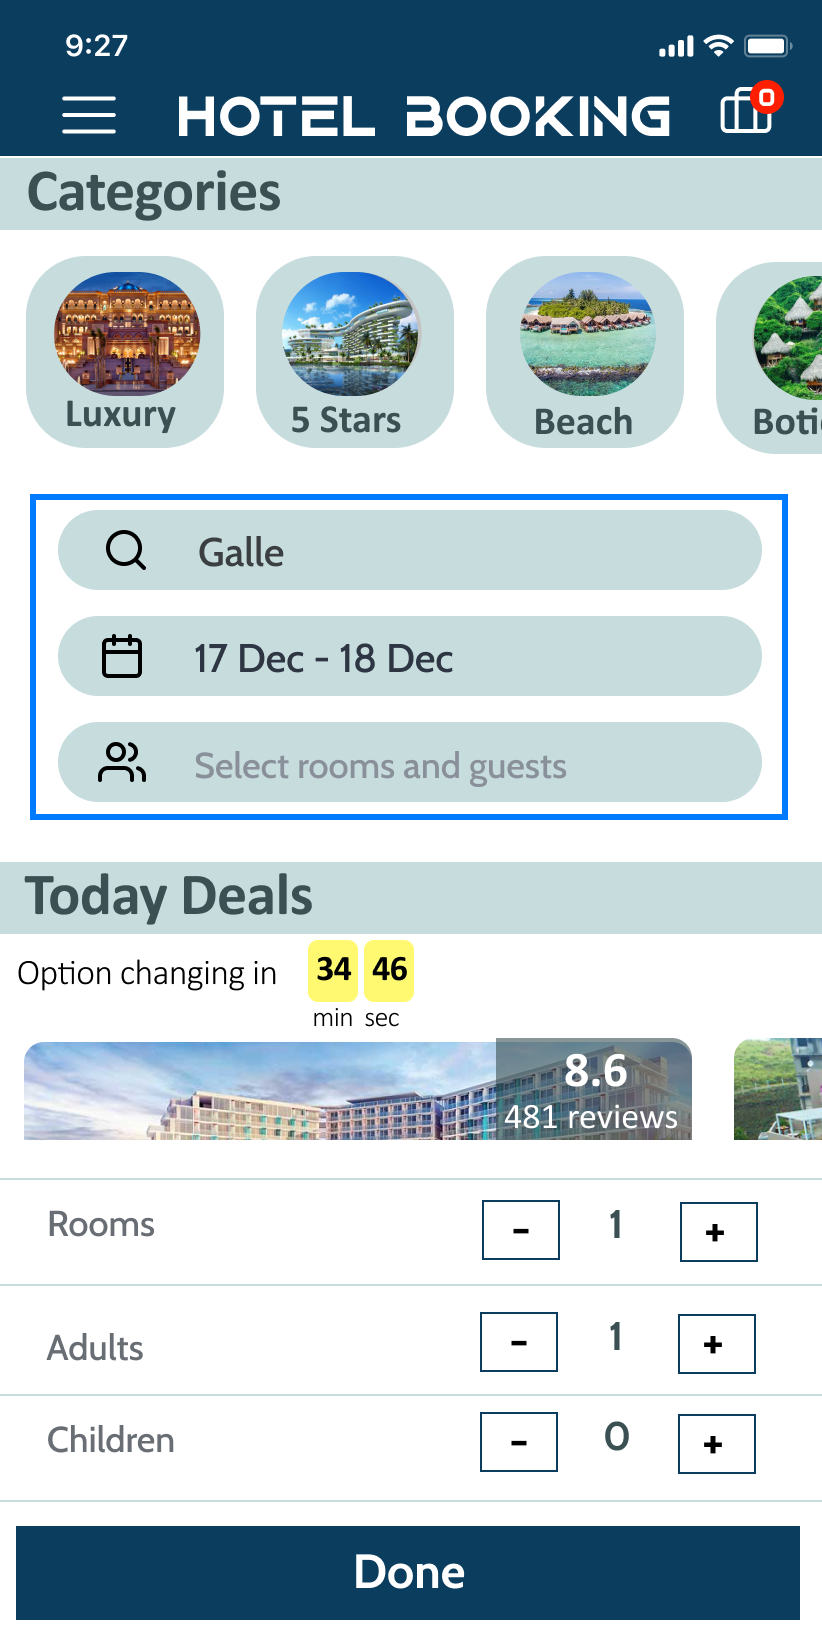 9:27
HOTEL BOOKING
0
Categories
Luxury
5 Stars
Beach
Galle
17 Dec - 18 Dec
Select rooms and guests
Today Deals
Option changing in
34 46
min sec
8.6
481 reviews
Rooms - 1 +
Adults - 1 +
Children - 0 +
Done